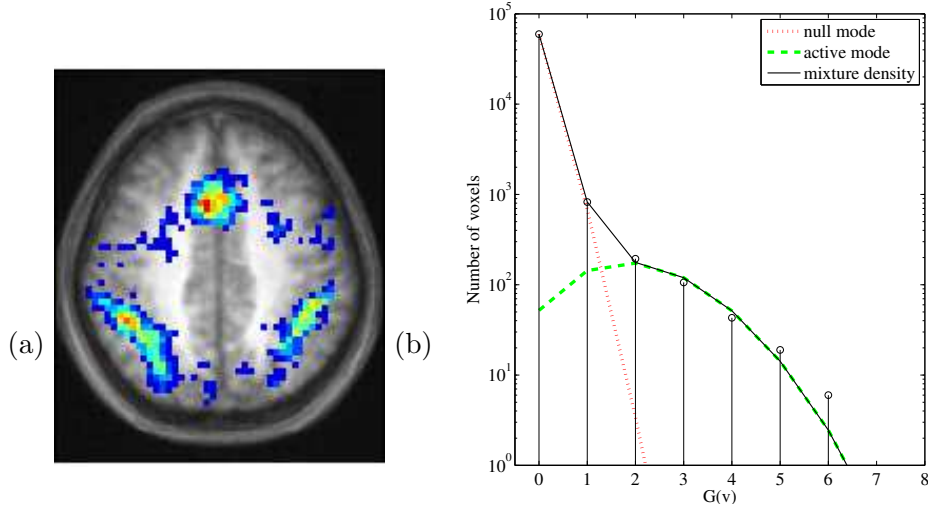 (a)
(b)
Number of voxels
10^5
10^4
10^3
10^2
10^1
10^0
null mode
active mode
mixture density
0 1 2 3 4 5 6 7 8
G(v)